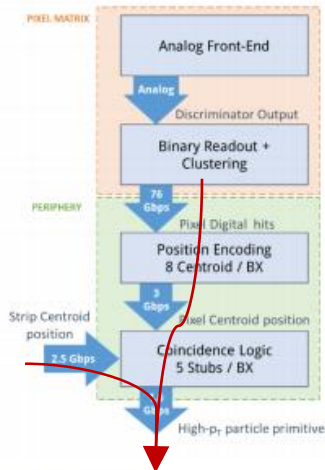 PIXEL MATRIX
Analog Front-End
Analog
Discriminator Output
Binary Readout +
Clustering
76
Gbps
PERIPHERY
Pixel Digital hits
Position Encoding
8 Centroid / BX
3
Gbps
Pixel Centroid position
Strip Centroid
position
2.5 Gbps
Coincidence Logic
5 Stubs / BX
High-pT particle primitive